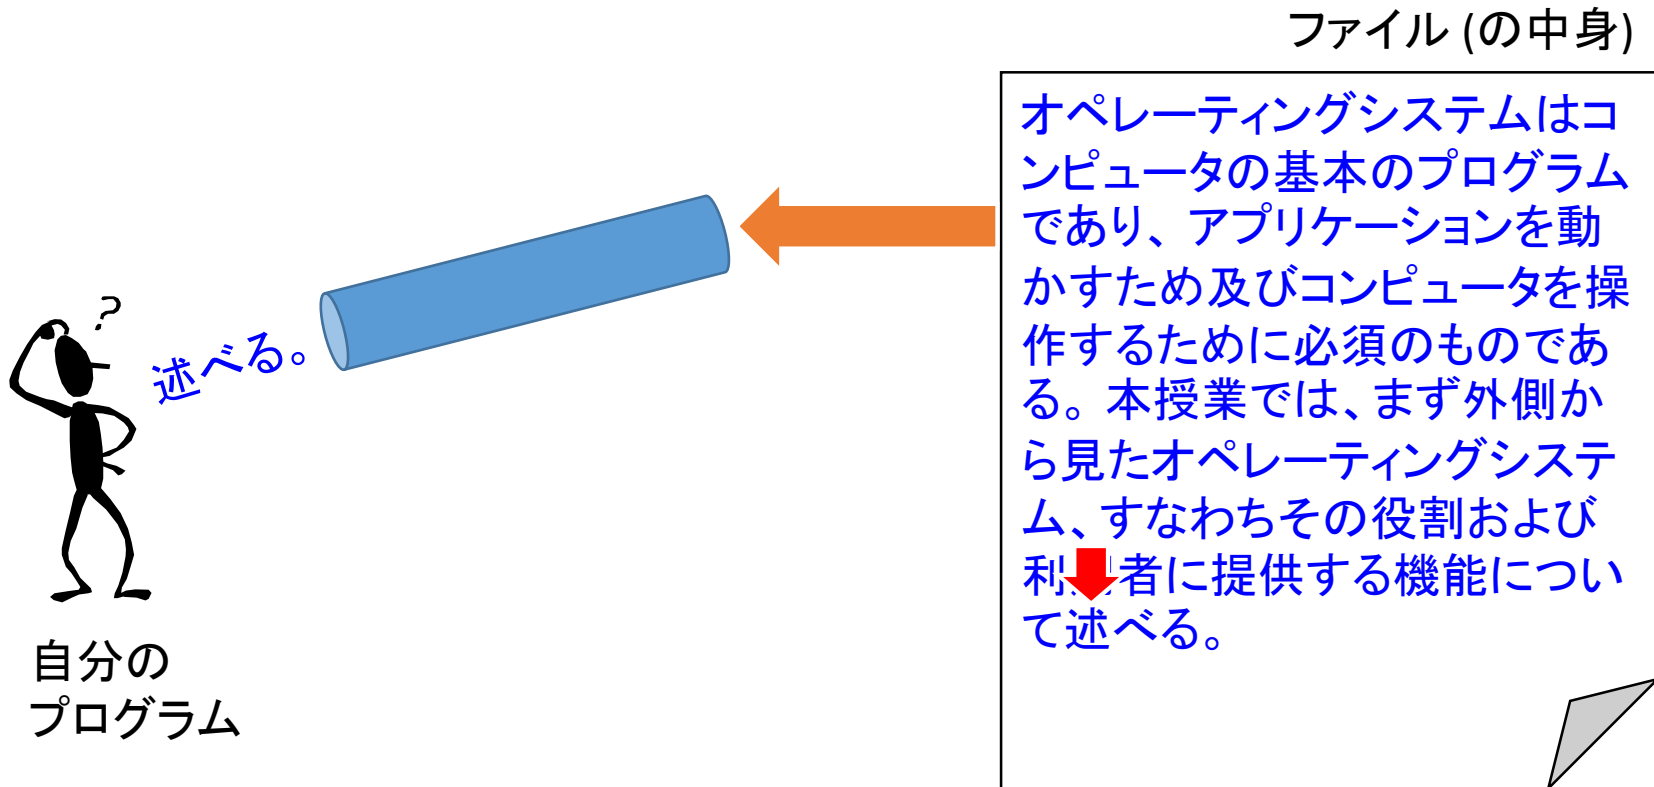 ファイル (の中身)
オペレーティングシステムはコ
ンピュータの基本のプログラム
であり、アプリケーションを動
かすため及びコンピュータを操
作するために必須のものであ
る。本授業では、まず外側か
ら見たオペレーティングシステ
ム、すなわちその役割および
利 者に提供する機能につい
て述べる。
?
述べる。
自分の
プログラム